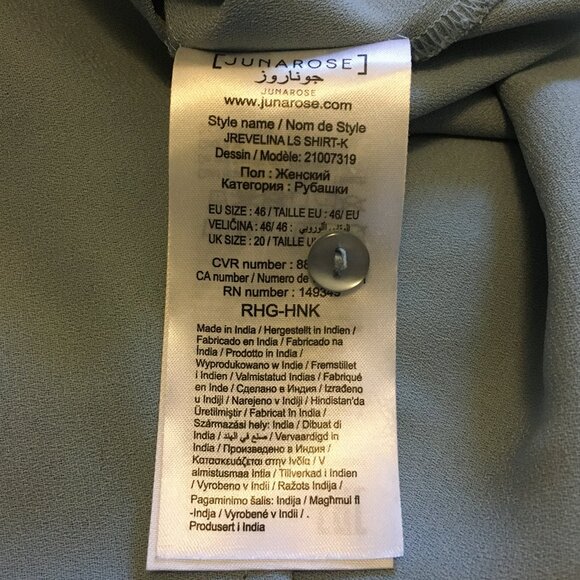 [JUNAROSE]
جوناروز
JUNAROSE
www.junarose.com
Style name / Nom de Style
JREVELINA LS SHIRT-K
Dessin / Modèle: 21007319
Пол : Женский
Категория : Рубашки
EU SIZE : 46 / TAILLE EU : 46/ EU
VELIČINA : 46/ 46 :
UK SIZE : 20 / TAILLE
CVR number :
CA number / Numero de
RN number :
RHG-HNK
Made in India / Hergestellt in Indien /
Fabricado en India / Fabricado na
Índia / Prodotto in India /
Wyprodukowano w Indie / Fremstillet
i Indien / Valmistatud Indias / Fabriqué
en Inde / Сделано в Индия / Izrađeno
u Indiji / Narejeno v Indiji / Hindistan'da
Üretilmiştir / Fabricat în India /
Származási hely: India / Dibuat di
India / صنع في الهند / Vervaardigd in
India / Произведено в Индия /
Κατασκευάζεται στην Ινδία / V
almistusmaa Intia / Tillverkad i Indien
/ Vyrobeno v Indii / Ražots Indija /
Pagaminimo šalis: Indija / Magħmul fl
-Indja / Vyrobené v Indii / .
Produsert i India